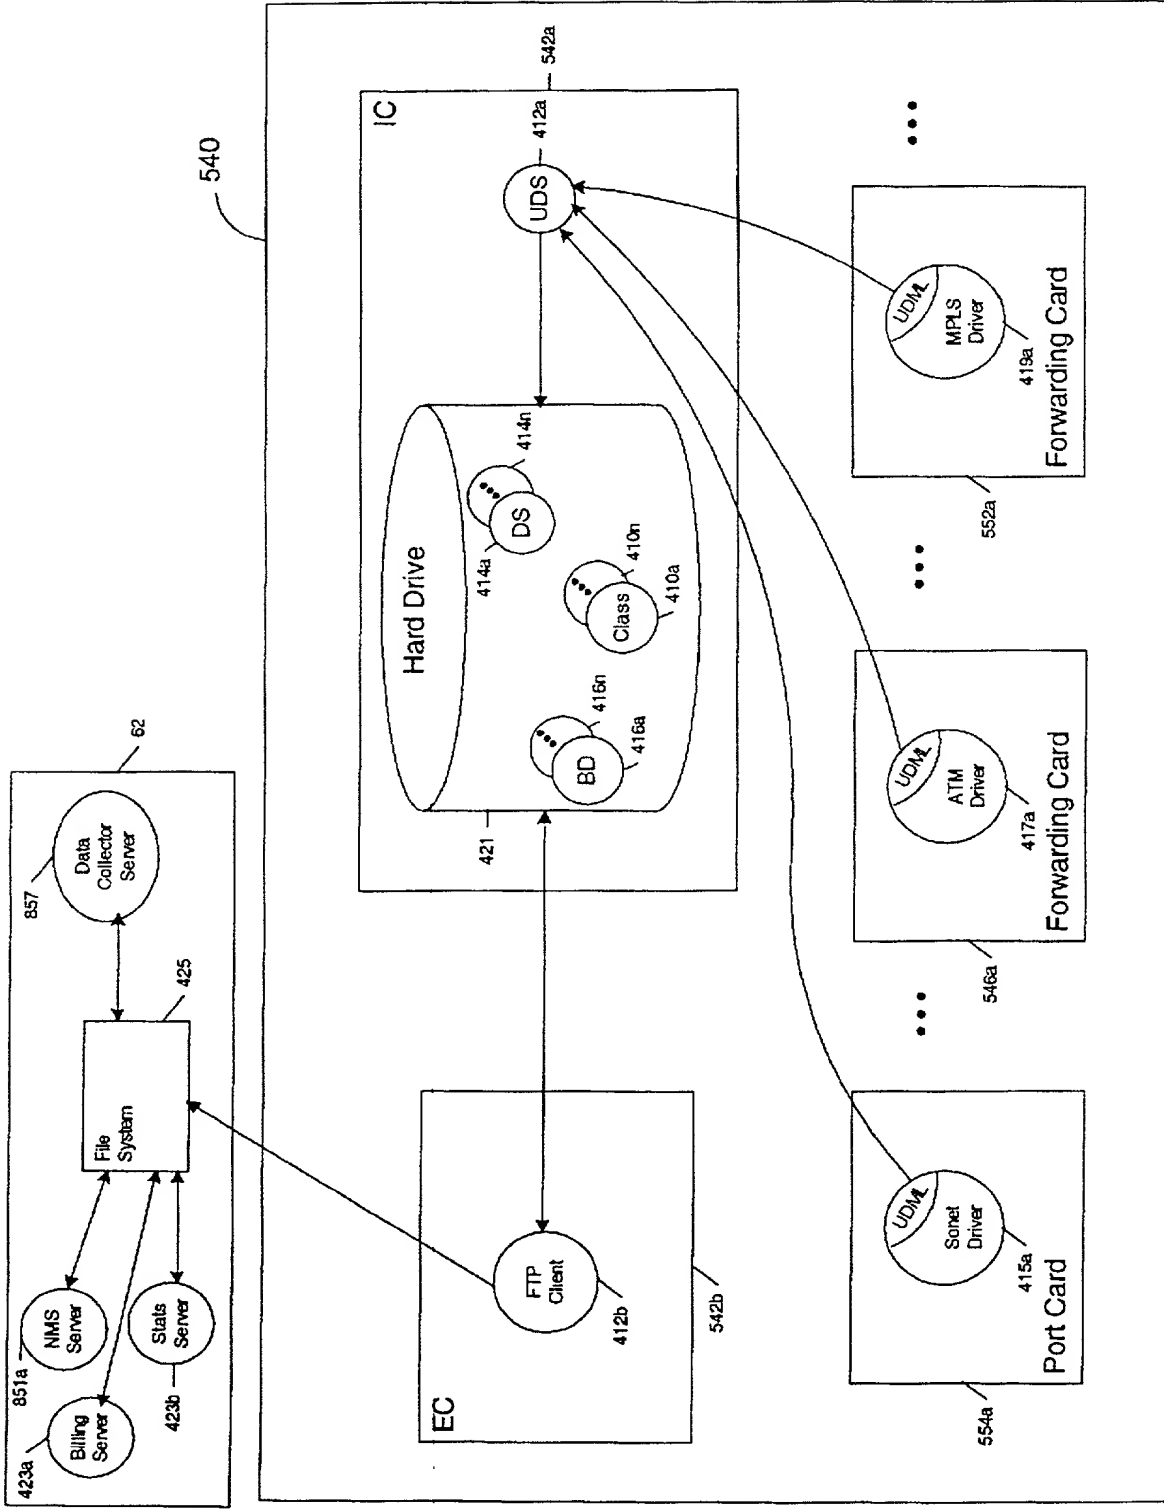 62
857
Data
Collector
Server
425
File
System
851a
NMS
Server
Stats
Server
423b
423a
Billing
Server
540
542a
IC
UDS
412a
Hard Drive
421
BD
416n
416a
Class
410n
410a
DS
414n
414a
EC
FTP
Client
412b
542b
UDML
Sonet
Driver
415a
Port Card
554a
UDML
ATM
Driver
417a
Forwarding Card
546a
UDML
MPLS
Driver
419a
Forwarding Card
552a